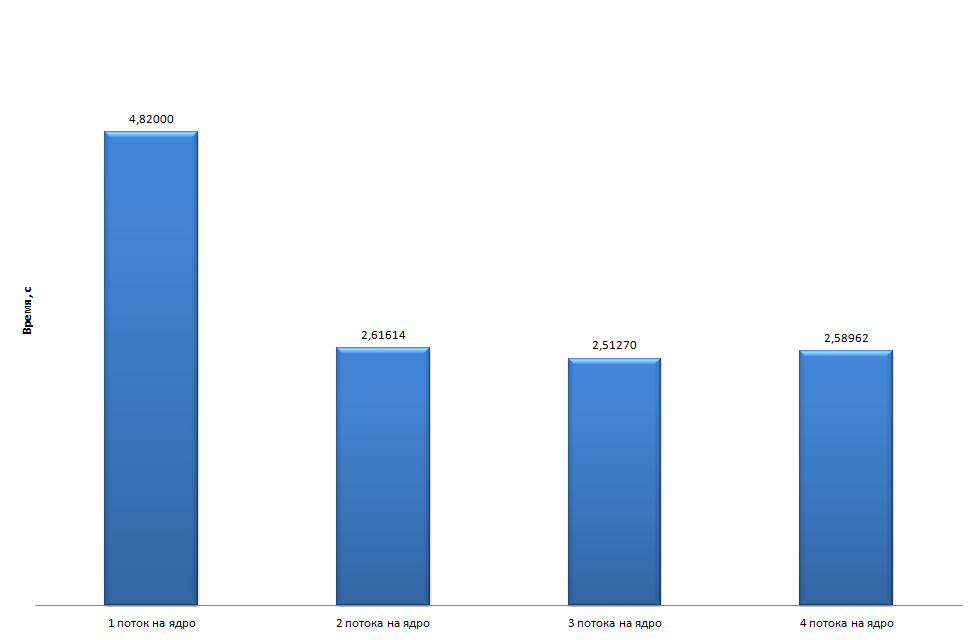 4,82000
2,61614
2,51270
2,58962
Время, с
1 поток на ядро
2 потока на ядро
3 потока на ядро
4 потока на ядро